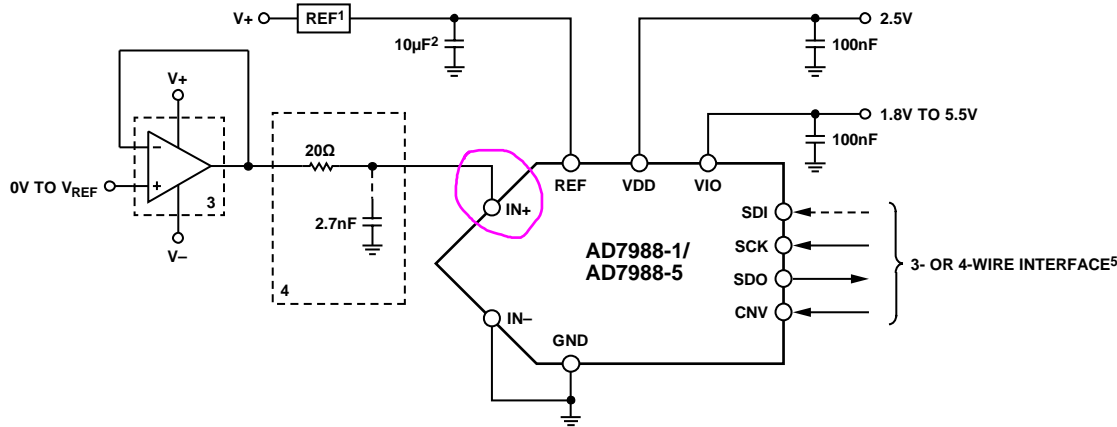 V+
REF1
10µF2
2.5V
100nF
1.8V TO 5.5V
100nF
V+
−
+
3
0V TO VREF
V−
20Ω
2.7nF
4
IN+
REF
VDD
VIO
AD7988-1/
AD7988-5
SDI
SCK
SDO
CNV
3- OR 4-WIRE INTERFACE5
IN−
GND